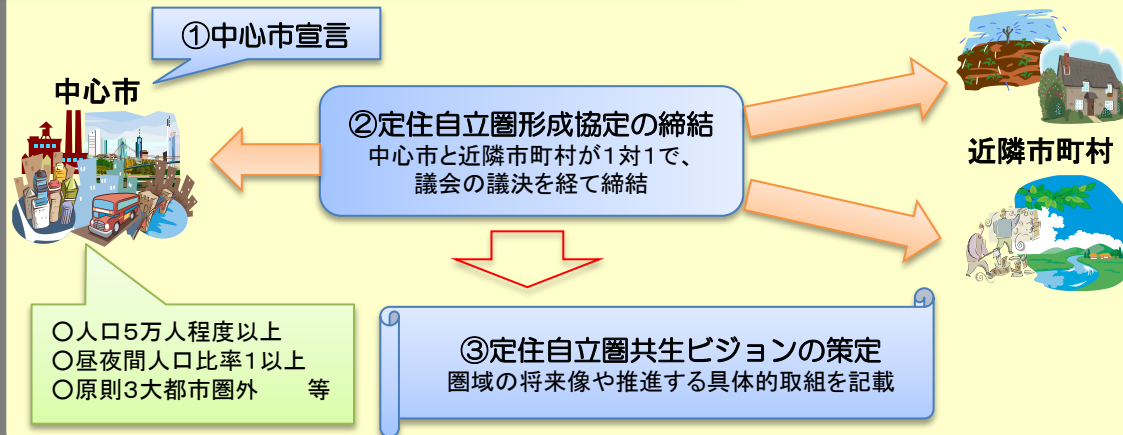 ①中心市宣言
中心市
②定住自立圏形成協定の締結
中心市と近隣市町村が1対1で、
議会の議決を経て締結
近隣市町村
○人口5万人程度以上
○昼夜間人口比率1以上
○原則3大都市圏外　　等
③定住自立圏共生ビジョンの策定
圏域の将来像や推進する具体的取組を記載